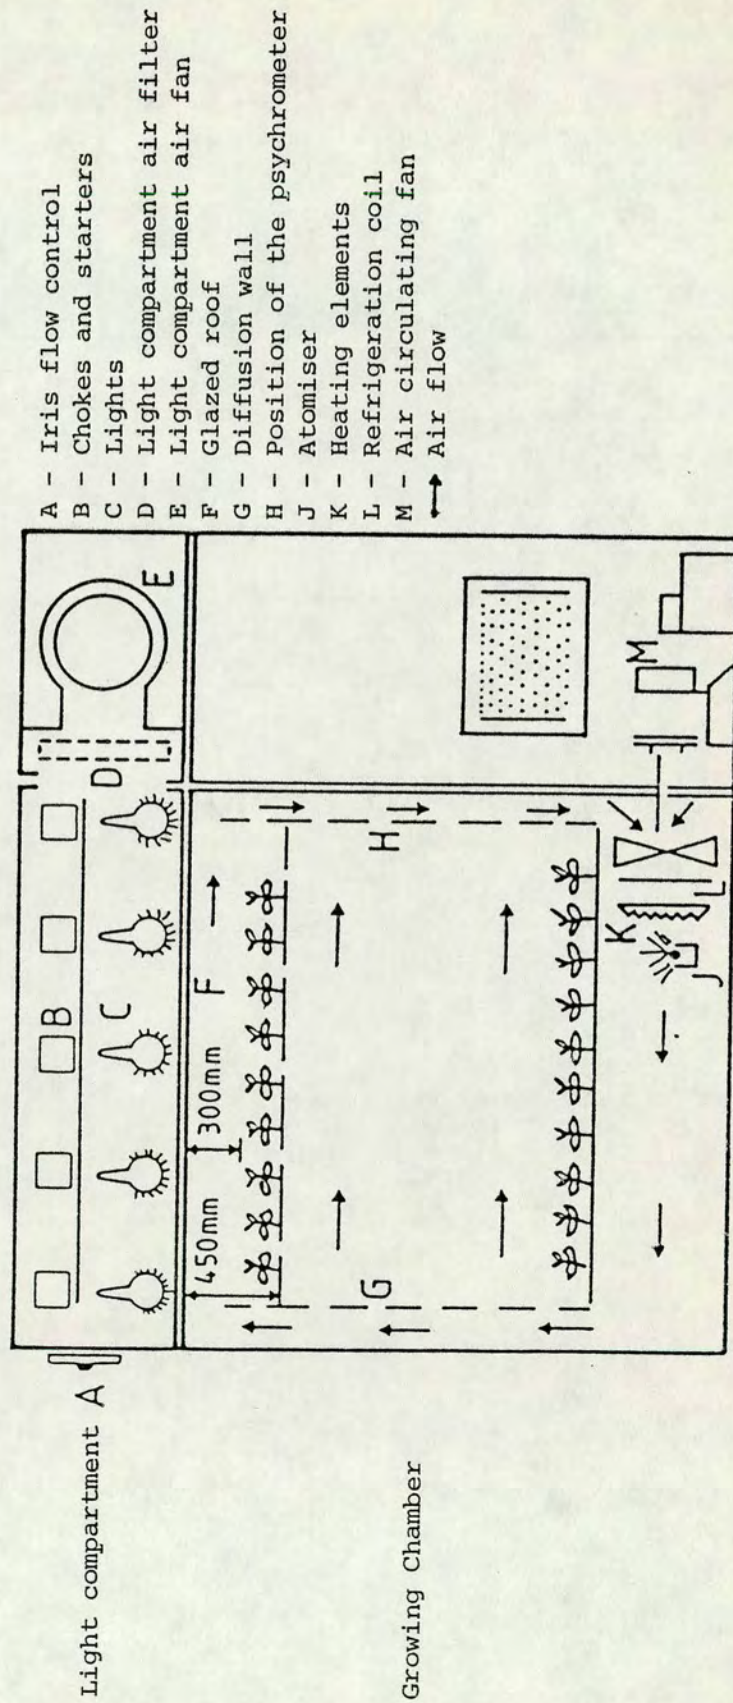 Light compartment
Growing Chamber
A
B
C
D
E
F
450mm
300mm
G
H
K
J
L
M
A - Iris flow control
B - Chokes and starters
C - Lights
D - Light compartment air filter
E - Light compartment air fan
F - Glazed roof
G - Diffusion wall
H - Position of the psychrometer
J - Atomiser
K - Heating elements
L - Refrigeration coil
M - Air circulating fan
Air flow